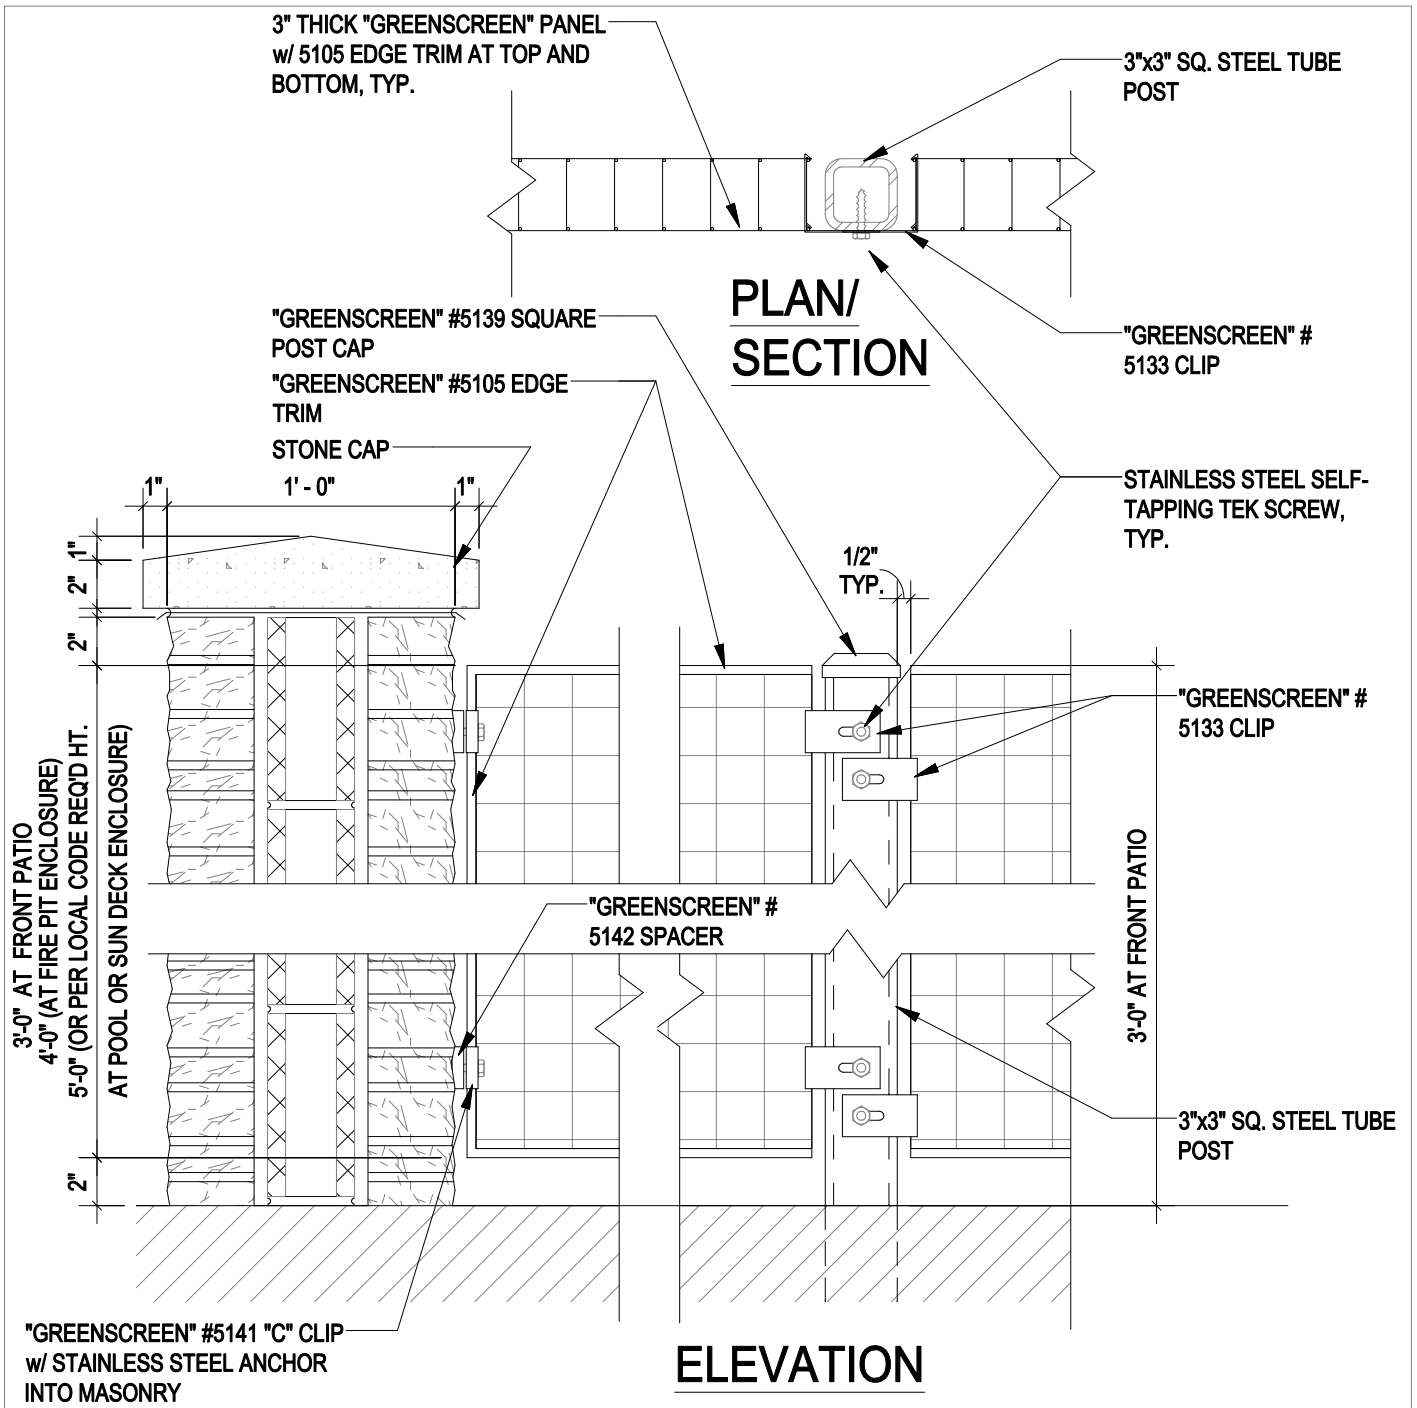 3" THICK "GREENSCREEN" PANEL
w/ 5105 EDGE TRIM AT TOP AND
BOTTOM, TYP.
3"x3" SQ. STEEL TUBE
POST
PLAN/
SECTION
"GREENSCREEN" #5139 SQUARE
POST CAP
"GREENSCREEN" #5105 EDGE
TRIM
STONE CAP
"GREENSCREEN" #
5133 CLIP
STAINLESS STEEL SELF-
TAPPING TEK SCREW,
TYP.
1"
1' - 0"
1"
1"
2"
2"
1/2"
TYP.
"GREENSCREEN" #
5133 CLIP
3'-0" AT FRONT PATIO
4'-0" (AT FIRE PIT ENCLOSURE)
5'-0" (OR PER LOCAL CODE REQ'D HT.
AT POOL OR SUN DECK ENCLOSURE)
"GREENSCREEN" #
5142 SPACER
3'-0" AT FRONT PATIO
3"x3" SQ. STEEL TUBE
POST
2"
"GREENSCREEN" #5141 "C" CLIP
w/ STAINLESS STEEL ANCHOR
INTO MASONRY
ELEVATION